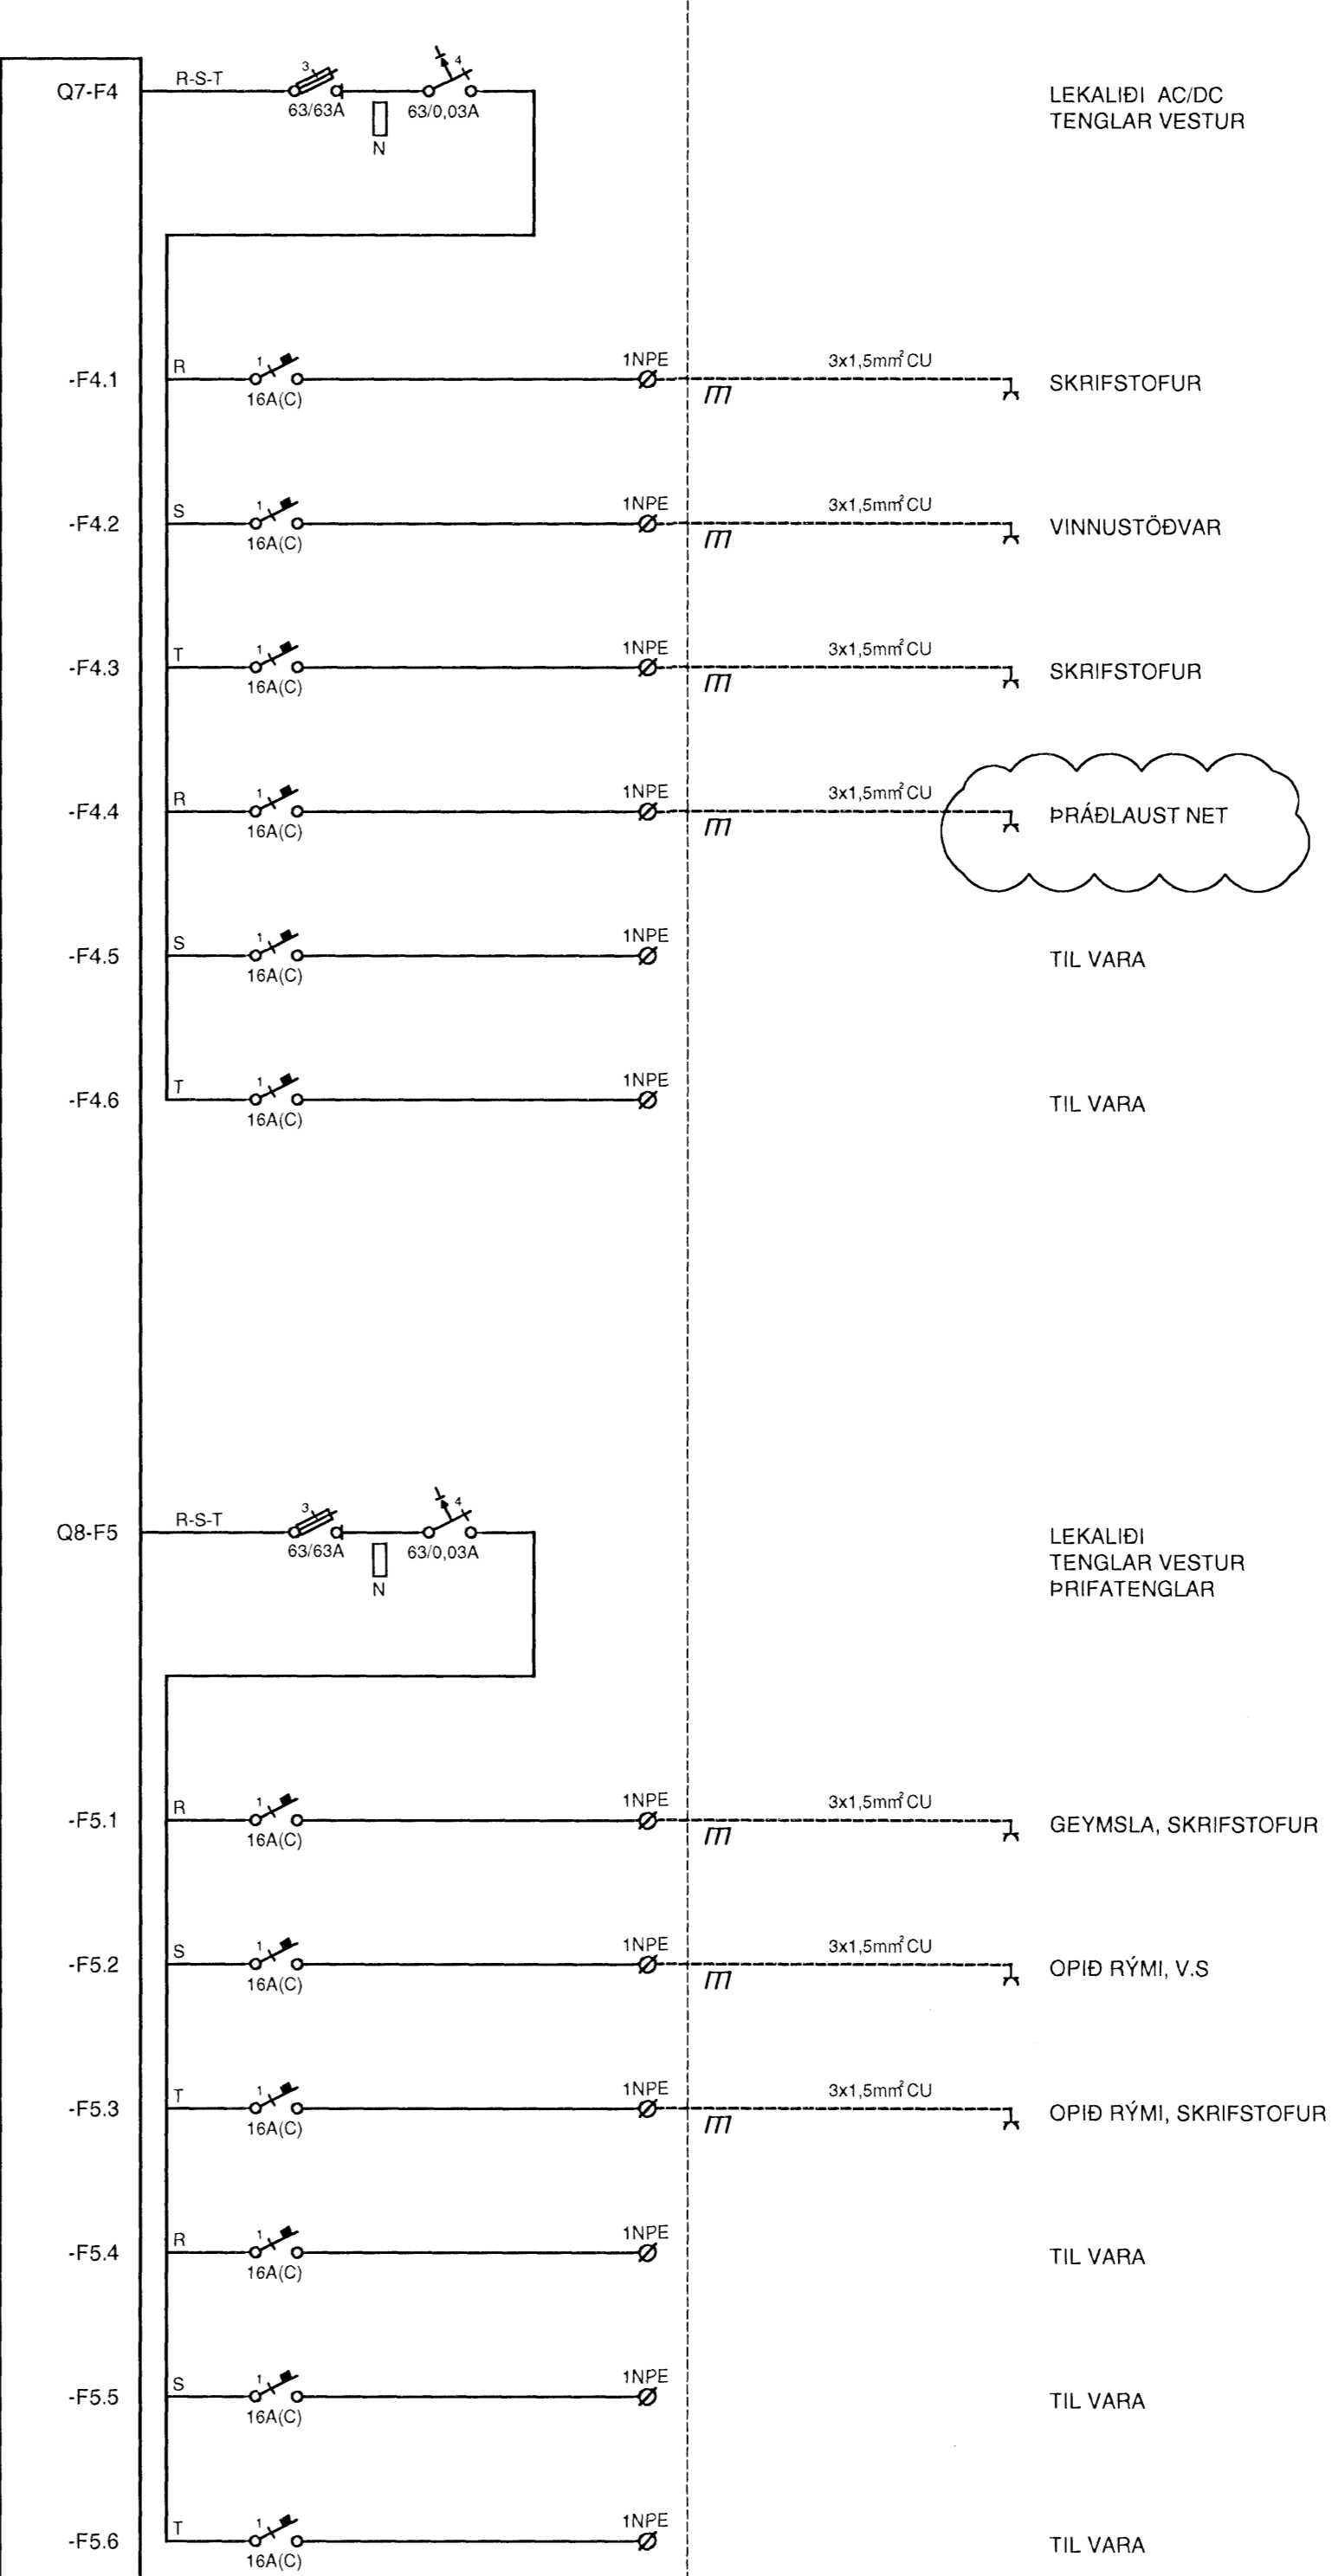 Q7-F4 R-S-T 3 63/63A N 4 63/0,03A LEKALIÐI AC/DC
TENGLAR VESTUR
-F4.1 R 1 16A(C) 1NPE 3x1,5mm² CU SKRIFSTOFUR
-F4.2 S 1 16A(C) 1NPE 3x1,5mm² CU VINNUSTÖÐVAR
-F4.3 T 1 16A(C) 1NPE 3x1,5mm² CU SKRIFSTOFUR
-F4.4 R 1 16A(C) 1NPE 3x1,5mm² CU ÞRÁÐLAUST NET
-F4.5 S 1 16A(C) 1NPE TIL VARA
-F4.6 T 1 16A(C) 1NPE TIL VARA
Q8-F5 R-S-T 3 63/63A N 4 63/0,03A LEKALIÐI
TENGLAR VESTUR
ÞRIFATENGLAR
-F5.1 R 1 16A(C) 1NPE 3x1,5mm² CU GEYMSLA, SKRIFSTOFUR
-F5.2 S 1 16A(C) 1NPE 3x1,5mm² CU OPIÐ RÝMI, V.S
-F5.3 T 1 16A(C) 1NPE 3x1,5mm² CU OPIÐ RÝMI, SKRIFSTOFUR
-F5.4 R 1 16A(C) 1NPE TIL VARA
-F5.5 S 1 16A(C) 1NPE TIL VARA
-F5.6 T 1 16A(C) 1NPE TIL VARA